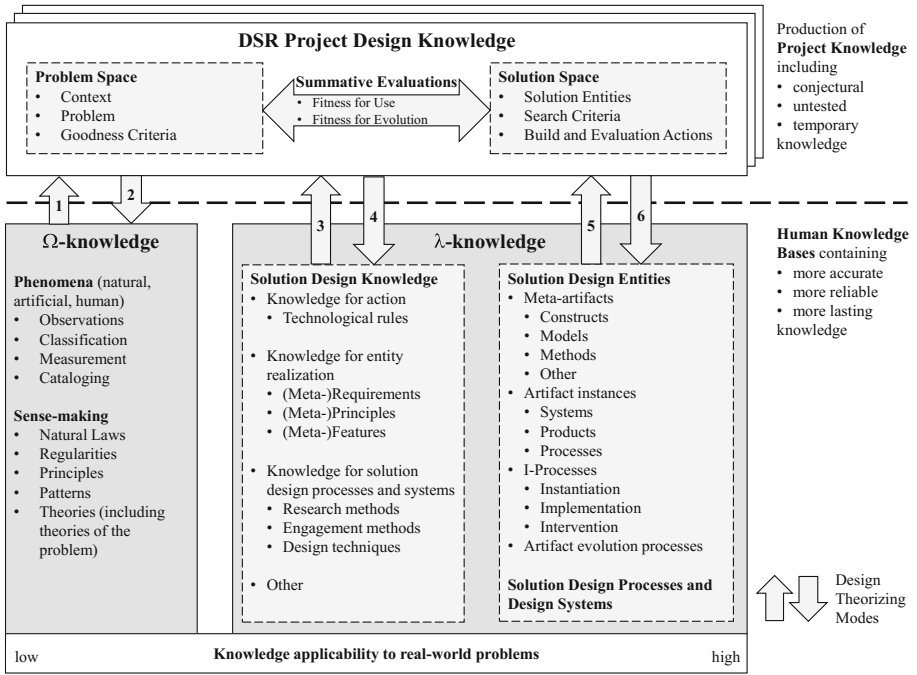 DSR Project Design Knowledge
Problem Space
• Context
• Problem
• Goodness Criteria
Summative Evaluations
• Fitness for Use
• Fitness for Evolution
Solution Space
• Solution Entities
• Search Criteria
• Build and Evaluation Actions
Production of
Project Knowledge
including
• conjectural
• untested
• temporary
knowledge
1
2
3
4
5
6
Ω-knowledge
Phenomena (natural,
artificial, human)
• Observations
• Classification
• Measurement
• Cataloging
Sense-making
• Natural Laws
• Regularities
• Principles
• Patterns
• Theories (including
theories of the
problem)
λ-knowledge
Solution Design Knowledge
• Knowledge for action
• Technological rules
• Knowledge for entity
realization
• (Meta-)Requirements
• (Meta-)Principles
• (Meta-)Features
• Knowledge for solution
design processes and systems
• Research methods
• Engagement methods
• Design techniques
• Other
Solution Design Entities
• Meta-artifacts
• Constructs
• Models
• Methods
• Other
• Artifact instances
• Systems
• Products
• Processes
• I-Processes
• Instantiation
• Implementation
• Intervention
• Artifact evolution processes
Solution Design Processes and
Design Systems
Human Knowledge
Bases containing
• more accurate
• more reliable
• more lasting
knowledge
Design
Theorizing
Modes
low
Knowledge applicability to real-world problems
high